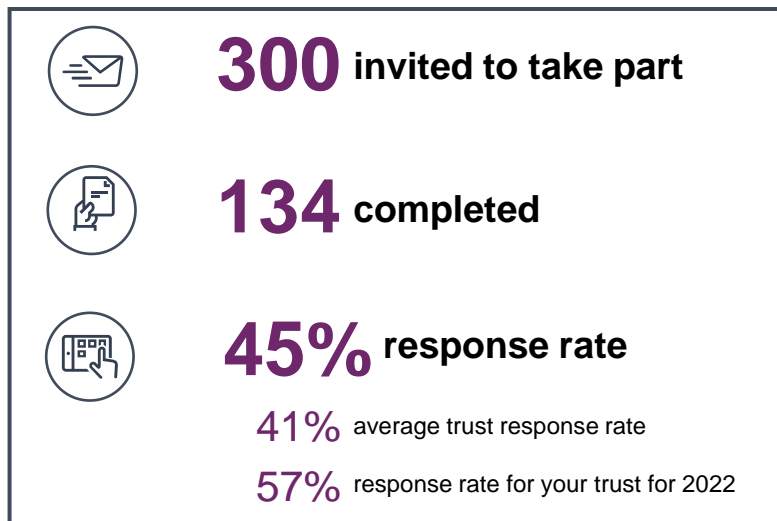 300 invited to take part
134 completed
45% response rate
41% average trust response rate
57% response rate for your trust for 2022